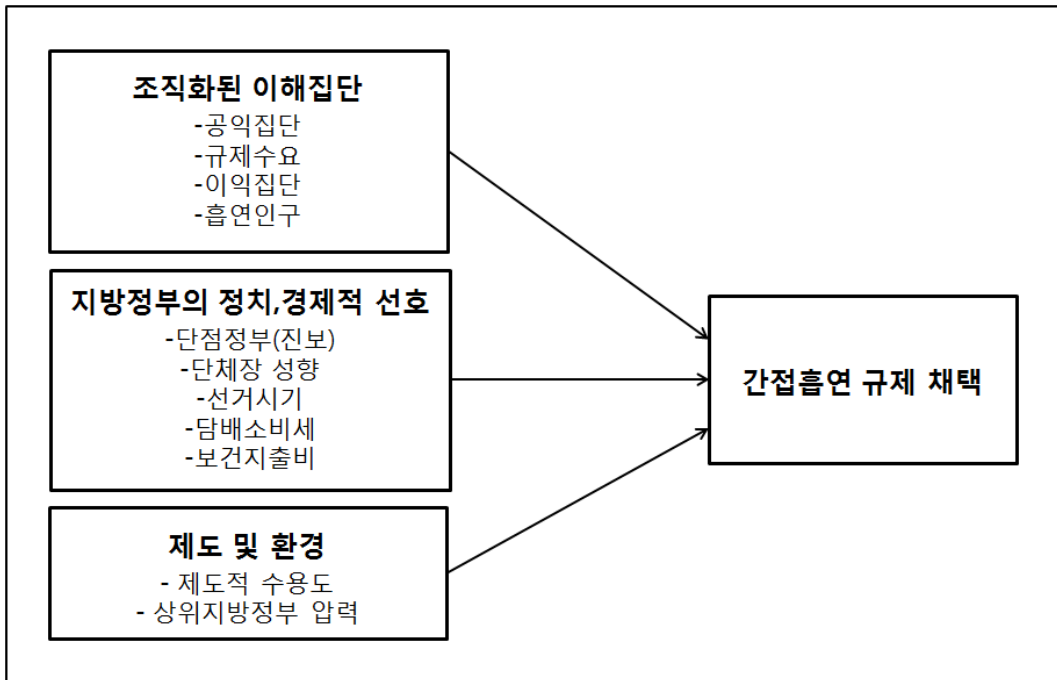 조직화된 이해집단
-공익집단
-규제수요
-이익집단
-흡연인구
지방정부의 정치,경제적 선호
-단점정부(진보)
-단체장 성향
-선거시기
-담배소비세
-보건지출비
제도 및 환경
- 제도적 수용도
- 상위지방정부 압력
간접흡연 규제 채택